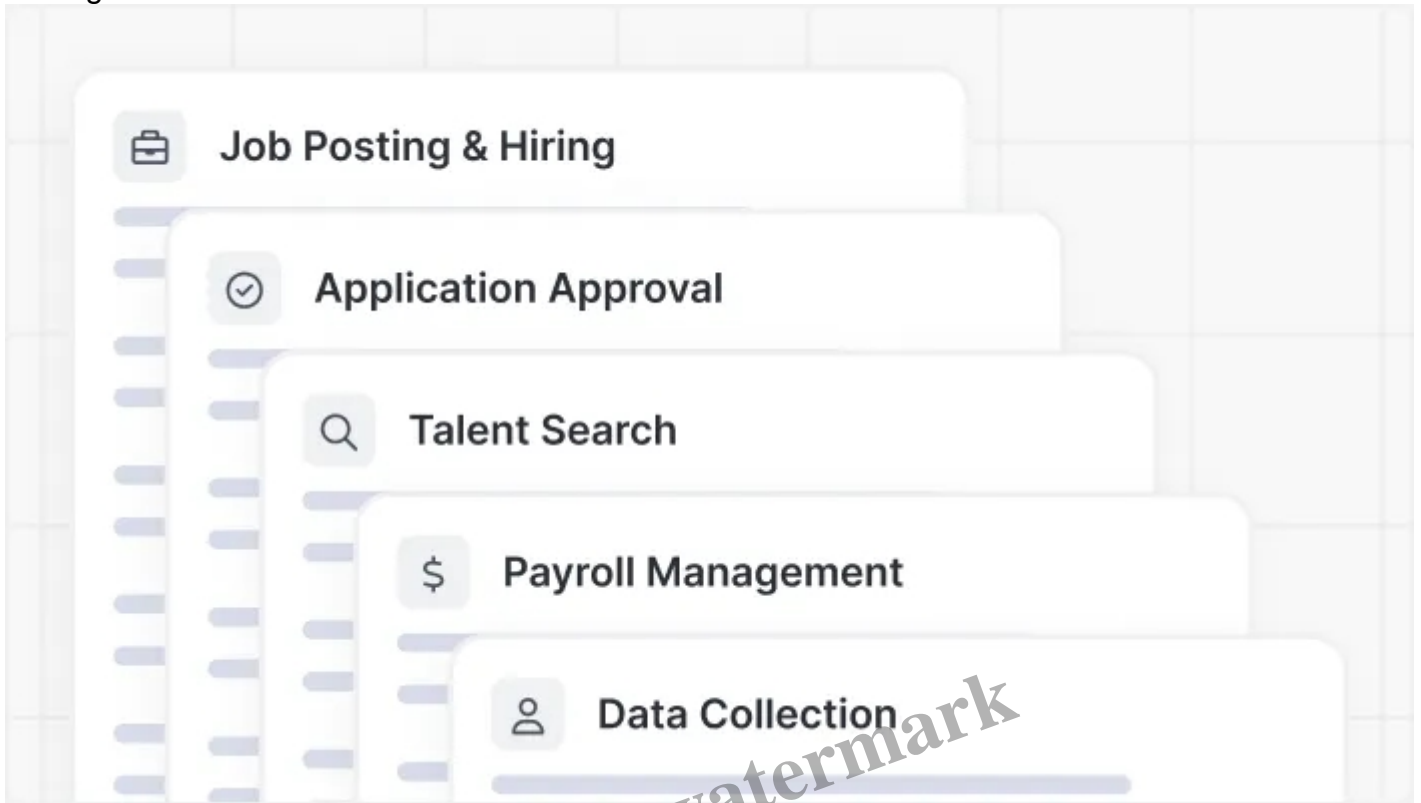 Job Posting & Hiring
Application Approval
Talent Search
$
Payroll Management
Data Collection
watermark